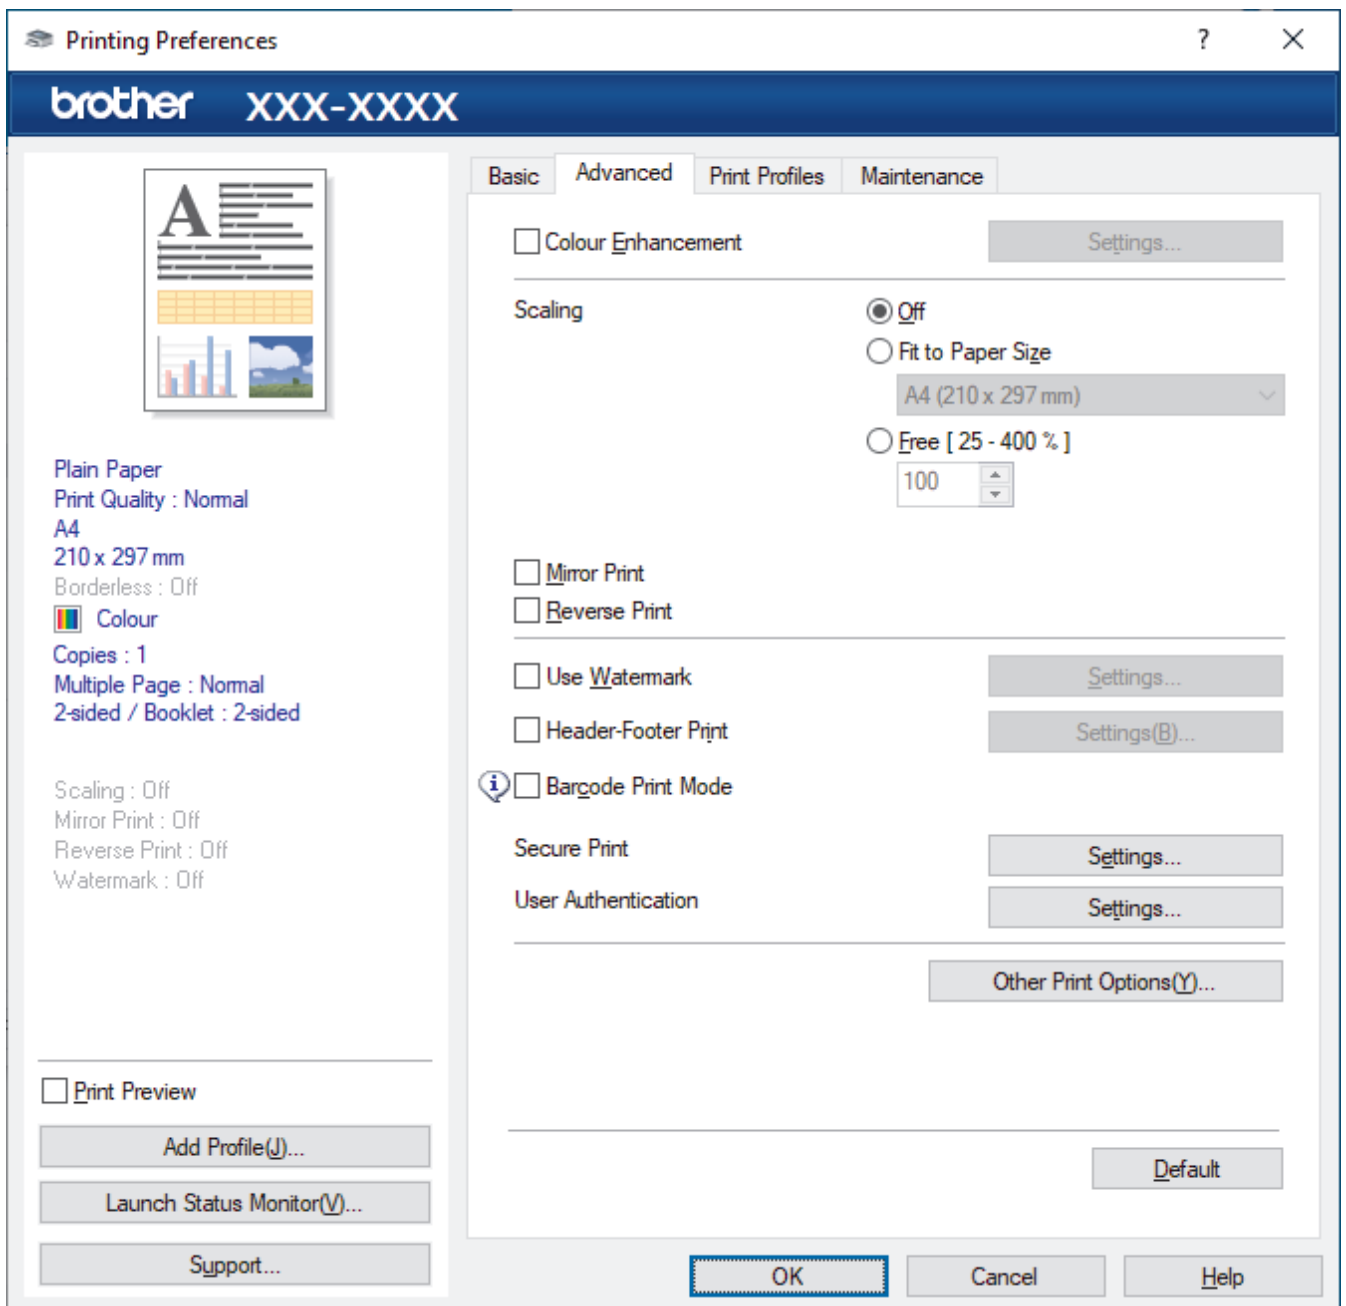 Printing Preferences
brother XXX-XXXX
A
Plain Paper
Print Quality : Normal
A4
210 x 297 mm
Borderless : Off
Colour
Copies : 1
Multiple Page : Normal
2-sided / Booklet : 2-sided
Scaling : Off
Mirror Print : Off
Reverse Print : Off
Watermark : Off
Print Preview
Add Profile(J)...
Launch Status Monitor(V)...
Support...
Basic Advanced Print Profiles Maintenance
Colour Enhancement Settings...
Scaling Off
Fit to Paper Size
A4 (210 x 297 mm)
Free [ 25 - 400 % ]
100
Mirror Print
Reverse Print
Use Watermark Settings...
Header-Footer Print Settings(B)...
Barcode Print Mode
Secure Print Settings...
User Authentication Settings...
Other Print Options(Y)...
Default
OK Cancel Help